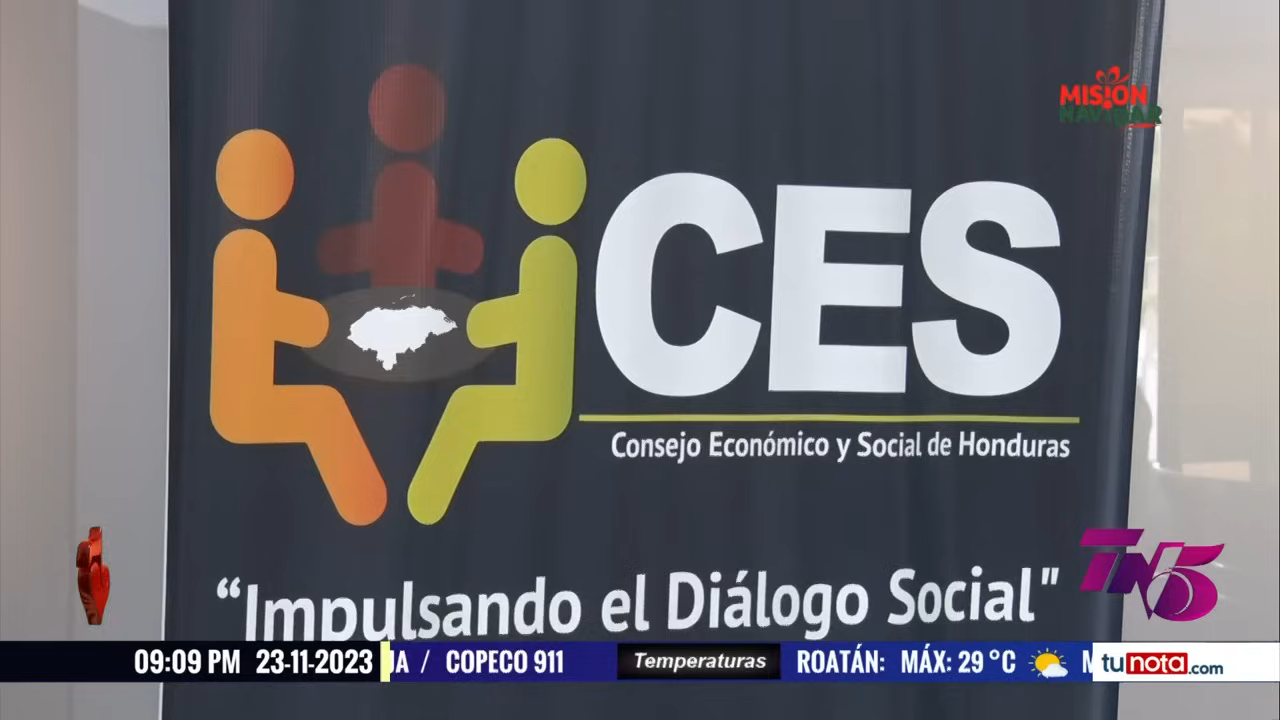 MISIÓN
NAVIDAR
CES
Consejo Económico y Social de Honduras
“Impulsando el Diálogo Social"
TN5
09:09 PM 23-11-2023 / COPECO 911 Temperaturas ROATÁN: MÁX: 29 °C tunota.com